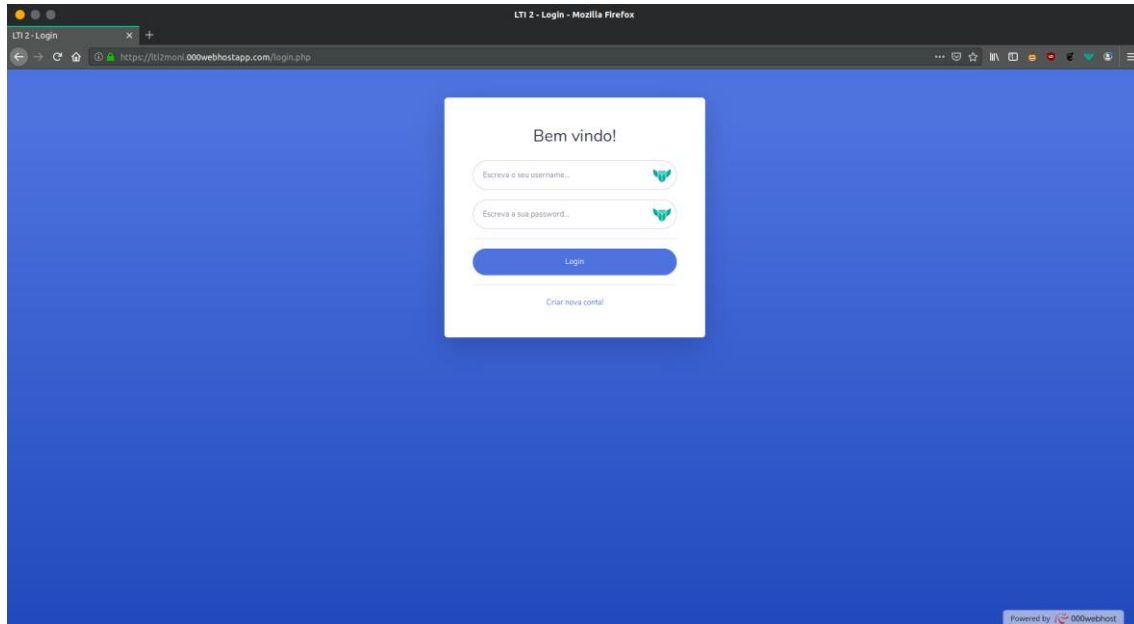 LTI 2 - Login - Mozilla Firefox
LTI 2 - Login
https://lti2moni.000webhostapp.com/login.php
Bem vindo!
Escreva o seu username...
Escreva a sua password...
Login
Criar nova conta!
Powered by 000webhost